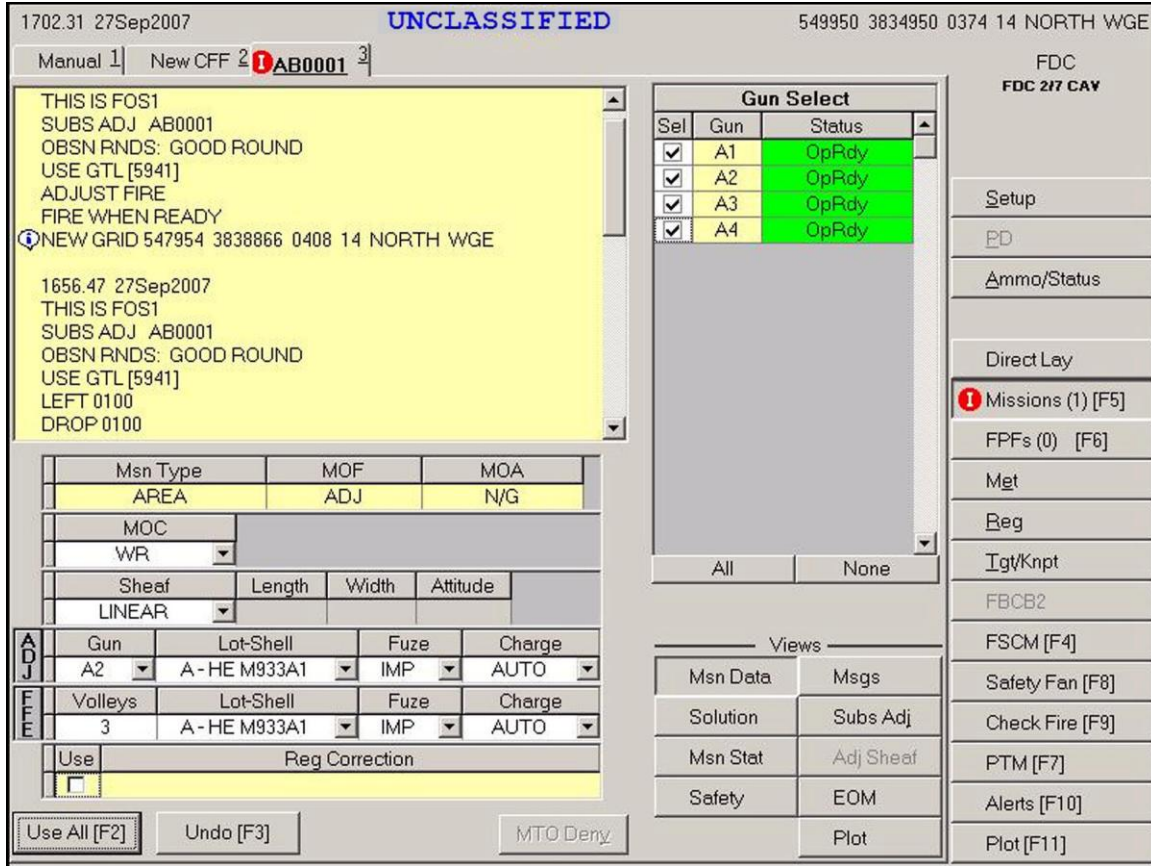 1702.31 27Sep2007 UNCLASSIFIED 549950 3834950 0374 14 NORTH WGE
Manual 1 New CFF 2 I AB0001 3
THIS IS FOS1
SUBS ADJ AB0001
OBSN RNDS: GOOD ROUND
USE GTL [5941]
ADJUST FIRE
FIRE WHEN READY
NEW GRID 547954 3838866 0408 14 NORTH WGE
1656.47 27Sep2007
THIS IS FOS1
SUBS ADJ AB0001
OBSN RNDS: GOOD ROUND
USE GTL [5941]
LEFT 0100
DROP 0100
Msn Type MOF MOA
AREA ADJ N/G
MOC
WR
Sheaf Length Width Attitude
LINEAR
ADJ
Gun Lot-Shell Fuze Charge
A2 A - HE M933A1 IMP AUTO
FFE
Volleys Lot-Shell Fuze Charge
3 A - HE M933A1 IMP AUTO
Use Reg Correction
Use All [F2] Undo [F3] MTO Deny
Gun Select
Sel Gun Status
A1 OpRdy
A2 OpRdy
A3 OpRdy
A4 OpRdy
All None
Views
Msn Data Msgs
Solution Subs Adj
Msn Stat Adj Sheaf
Safety EOM
Plot
FDC
FDC 2/7 CAV
Setup
PD
Ammo/Status
Direct Lay
I Missions (1) [F5]
FPFs (0) [F6]
Met
Reg
Tgt/Knpt
FBCB2
FSCM [F4]
Safety Fan [F8]
Check Fire [F9]
PTM [F7]
Alerts [F10]
Plot [F11]